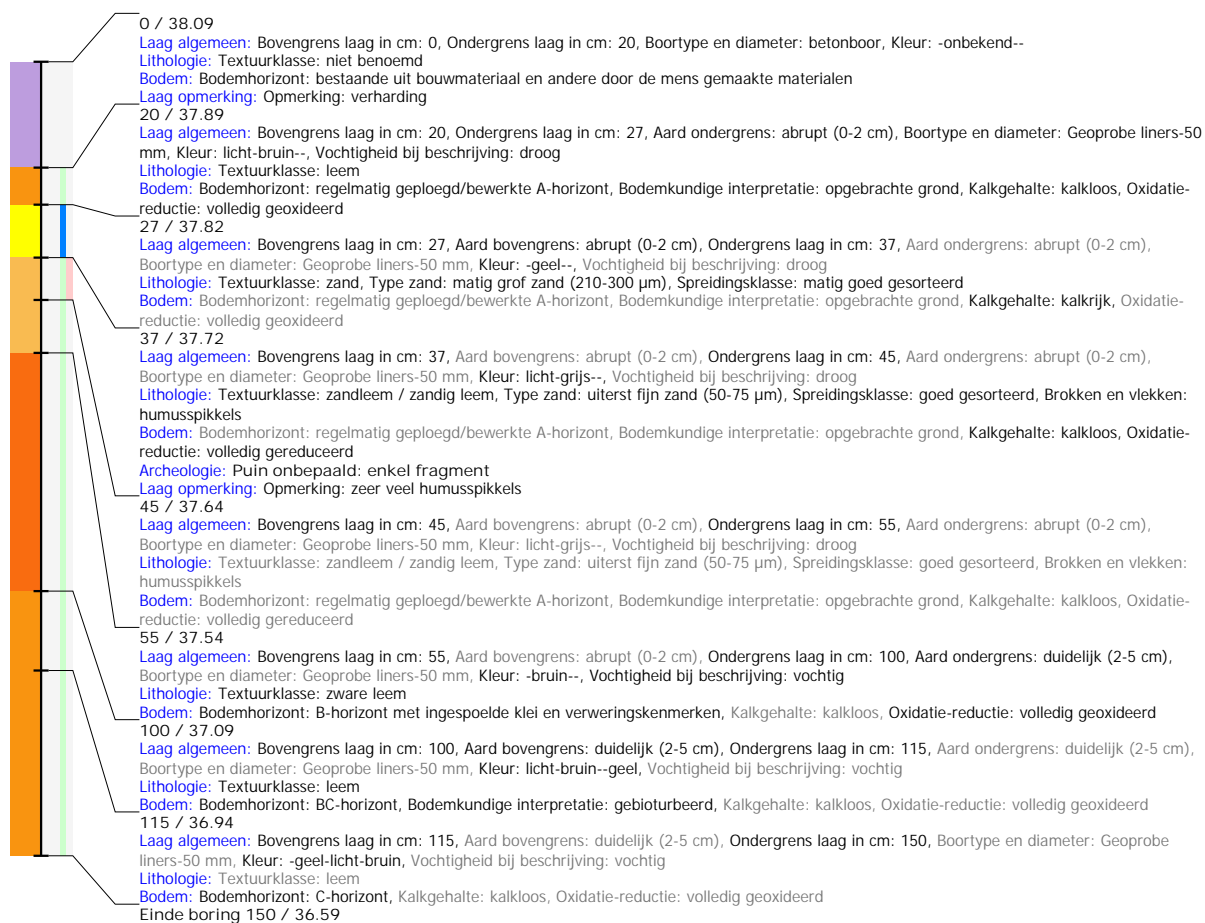 0 / 38.09
Laag algemeen: Bovengrens laag in cm: 0, Ondergrens laag in cm: 20, Boortype en diameter: betonboor, Kleur: -onbekend--
Lithologie: Textuurklasse: niet benoemd
Bodem: Bodemhorizont: bestaande uit bouwmateriaal en andere door de mens gemaakte materialen
Laag opmerking: Opmerking: verharding
20 / 37.89
Laag algemeen: Bovengrens laag in cm: 20, Ondergrens laag in cm: 27, Aard ondergrens: abrupt (0-2 cm), Boortype en diameter: Geoprobe liners-50
mm, Kleur: licht-bruin--, Vochtigheid bij beschrijving: droog
Lithologie: Textuurklasse: leem
Bodem: Bodemhorizont: regelmatig geploegd/bewerkte A-horizont, Bodemkundige interpretatie: opgebrachte grond, Kalkgehalte: kalkloos, Oxidatie-
reductie: volledig geoxideerd
27 / 37.82
Laag algemeen: Bovengrens laag in cm: 27, Aard bovengrens: abrupt (0-2 cm), Ondergrens laag in cm: 37, Aard ondergrens: abrupt (0-2 cm),
Boortype en diameter: Geoprobe liners-50 mm, Kleur: -geel--, Vochtigheid bij beschrijving: droog
Lithologie: Textuurklasse: zand, Type zand: matig grof zand (210-300 µm), Spreidingsklasse: matig goed gesorteerd
Bodem: Bodemhorizont: regelmatig geploegd/bewerkte A-horizont, Bodemkundige interpretatie: opgebrachte grond, Kalkgehalte: kalkrijk, Oxidatie-
reductie: volledig geoxideerd
37 / 37.72
Laag algemeen: Bovengrens laag in cm: 37, Aard bovengrens: abrupt (0-2 cm), Ondergrens laag in cm: 45, Aard ondergrens: abrupt (0-2 cm),
Boortype en diameter: Geoprobe liners-50 mm, Kleur: licht-grijs--, Vochtigheid bij beschrijving: droog
Lithologie: Textuurklasse: zandleem / zandig leem, Type zand: uiterst fijn zand (50-75 µm), Spreidingsklasse: goed gesorteerd, Brokken en vlekken:
humusspikkels
Bodem: Bodemhorizont: regelmatig geploegd/bewerkte A-horizont, Bodemkundige interpretatie: opgebrachte grond, Kalkgehalte: kalkloos, Oxidatie-
reductie: volledig gereduceerd
Archeologie: Puin onbepaald: enkel fragment
Laag opmerking: Opmerking: zeer veel humusspikkels
45 / 37.64
Laag algemeen: Bovengrens laag in cm: 45, Aard bovengrens: abrupt (0-2 cm), Ondergrens laag in cm: 55, Aard ondergrens: abrupt (0-2 cm),
Boortype en diameter: Geoprobe liners-50 mm, Kleur: licht-grijs--, Vochtigheid bij beschrijving: droog
Lithologie: Textuurklasse: zandleem / zandig leem, Type zand: uiterst fijn zand (50-75 µm), Spreidingsklasse: goed gesorteerd, Brokken en vlekken:
humusspikkels
Bodem: Bodemhorizont: regelmatig geploegd/bewerkte A-horizont, Bodemkundige interpretatie: opgebrachte grond, Kalkgehalte: kalkloos, Oxidatie-
reductie: volledig gereduceerd
55 / 37.54
Laag algemeen: Bovengrens laag in cm: 55, Aard bovengrens: abrupt (0-2 cm), Ondergrens laag in cm: 100, Aard ondergrens: duidelijk (2-5 cm),
Boortype en diameter: Geoprobe liners-50 mm, Kleur: -bruin--, Vochtigheid bij beschrijving: vochtig
Lithologie: Textuurklasse: zware leem
Bodem: Bodemhorizont: B-horizont met ingespoelde klei en verweringskenmerken, Kalkgehalte: kalkloos, Oxidatie-reductie: volledig geoxideerd
100 / 37.09
Laag algemeen: Bovengrens laag in cm: 100, Aard bovengrens: duidelijk (2-5 cm), Ondergrens laag in cm: 115, Aard ondergrens: duidelijk (2-5 cm),
Boortype en diameter: Geoprobe liners-50 mm, Kleur: licht-bruin--geel, Vochtigheid bij beschrijving: vochtig
Lithologie: Textuurklasse: leem
Bodem: Bodemhorizont: BC-horizont, Bodemkundige interpretatie: gebioturbeerd, Kalkgehalte: kalkloos, Oxidatie-reductie: volledig geoxideerd
115 / 36.94
Laag algemeen: Bovengrens laag in cm: 115, Aard bovengrens: duidelijk (2-5 cm), Ondergrens laag in cm: 150, Boortype en diameter: Geoprobe
liners-50 mm, Kleur: -geel-licht-bruin, Vochtigheid bij beschrijving: vochtig
Lithologie: Textuurklasse: leem
Bodem: Bodemhorizont: C-horizont, Kalkgehalte: kalkloos, Oxidatie-reductie: volledig geoxideerd
Einde boring 150 / 36.59